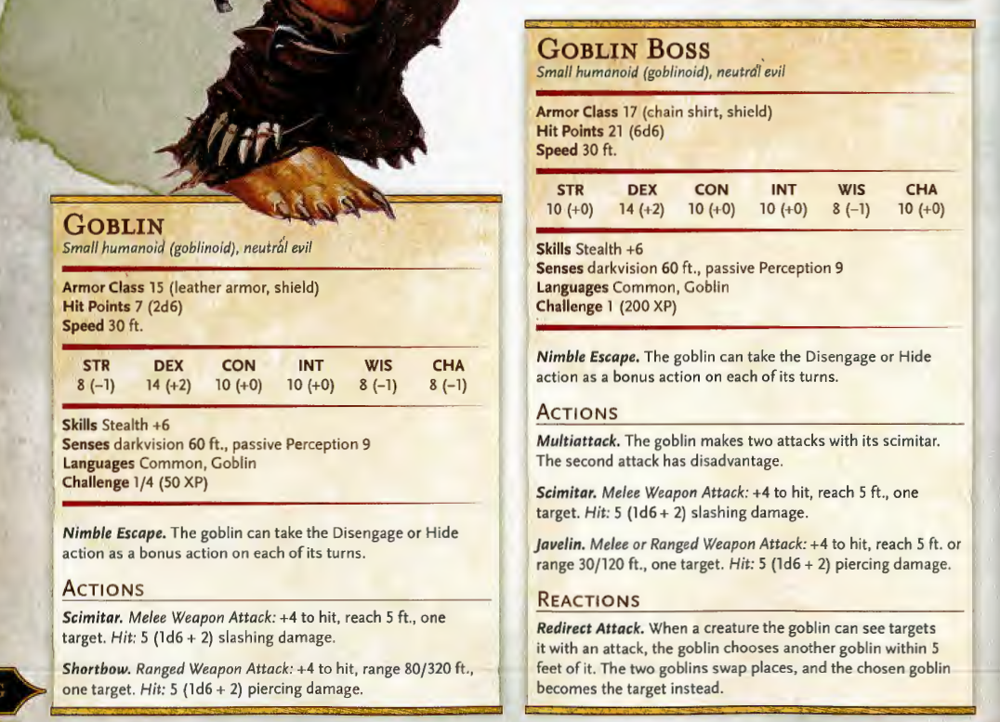 GOBLIN
Small humanoid (goblinoid), neutral evil
Armor Class 15 (leather armor, shield)
Hit Points 7 (2d6)
Speed 30 ft.
STR DEX CON INT WIS CHA
8 (–1) 14 (+2) 10 (+0) 10 (+0) 8 (–1) 8 (–1)
Skills Stealth +6
Senses darkvision 60 ft., passive Perception 9
Languages Common, Goblin
Challenge 1/4 (50 XP)
Nimble Escape. The goblin can take the Disengage or Hide
action as a bonus action on each of its turns.
ACTIONS
Scimitar. Melee Weapon Attack: +4 to hit, reach 5 ft., one
target. Hit: 5 (1d6 + 2) slashing damage.
Shortbow. Ranged Weapon Attack: +4 to hit, range 80/320 ft.,
one target. Hit: 5 (1d6 + 2) piercing damage.
GOBLIN BOSS
Small humanoid (goblinoid), neutral evil
Armor Class 17 (chain shirt, shield)
Hit Points 21 (6d6)
Speed 30 ft.
STR DEX CON INT WIS CHA
10 (+0) 14 (+2) 10 (+0) 10 (+0) 8 (–1) 10 (+0)
Skills Stealth +6
Senses darkvision 60 ft., passive Perception 9
Languages Common, Goblin
Challenge 1 (200 XP)
Nimble Escape. The goblin can take the Disengage or Hide
action as a bonus action on each of its turns.
ACTIONS
Multiattack. The goblin makes two attacks with its scimitar.
The second attack has disadvantage.
Scimitar. Melee Weapon Attack: +4 to hit, reach 5 ft., one
target. Hit: 5 (1d6 + 2) slashing damage.
Javelin. Melee or Ranged Weapon Attack: +4 to hit, reach 5 ft. or
range 30/120 ft., one target. Hit: 5 (1d6 + 2) piercing damage.
REACTIONS
Redirect Attack. When a creature the goblin can see targets
it with an attack, the goblin chooses another goblin within 5
feet of it. The two goblins swap places, and the chosen goblin
becomes the target instead.